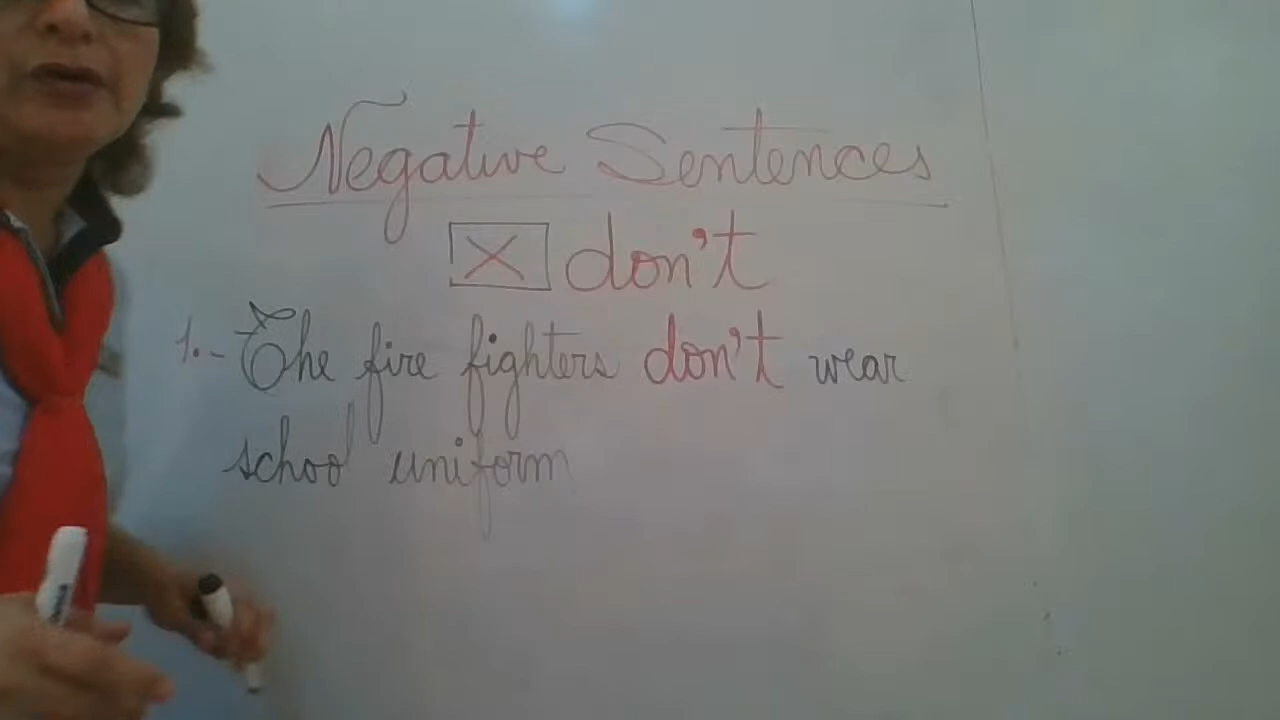 Negative Sentences
X don't
1.- The fire fighters don't wear
school uniform